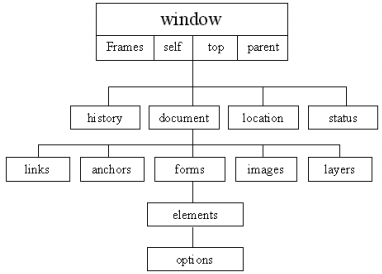 window
Frames self top parent
history document location status
links anchors forms images layers
elements
options